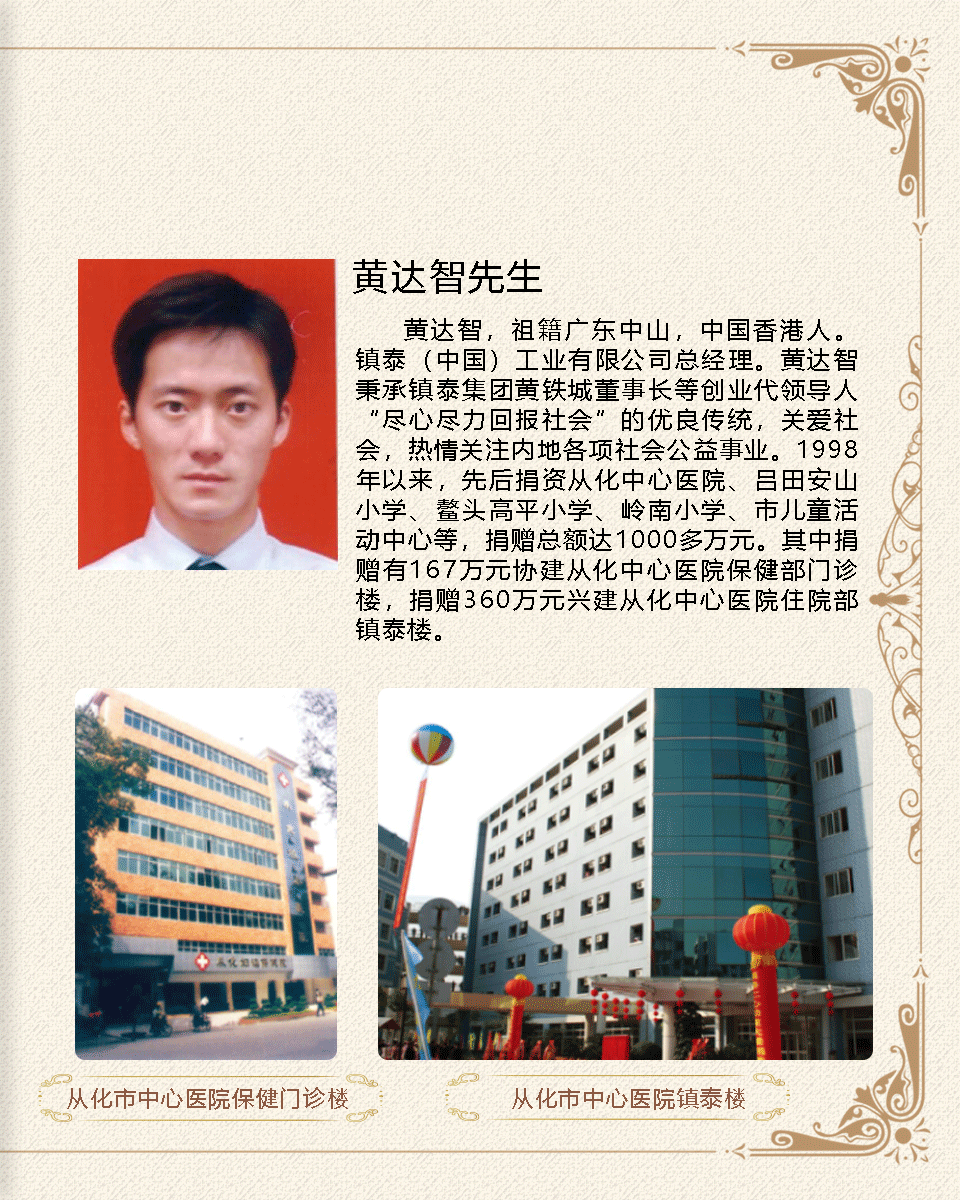 黄达智先生
黄达智，祖籍广东中山，中国香港人。
镇泰（中国）工业有限公司总经理。黄达智
秉承镇泰集团黄铁城董事长等创业代领导人
“尽心尽力回报社会”的优良传统，关爱社
会，热情关注内地各项社会公益事业。1998
年以来，先后捐资从化中心医院、吕田安山
小学、鳌头高平小学、岭南小学、市儿童活
动中心等，捐赠总额达1000多万元。其中捐
赠有167万元协建从化中心医院保健部门诊
楼，捐赠360万元兴建从化中心医院住院部
镇泰楼。
从化市中心医院保健门诊楼
从化市中心医院镇泰楼